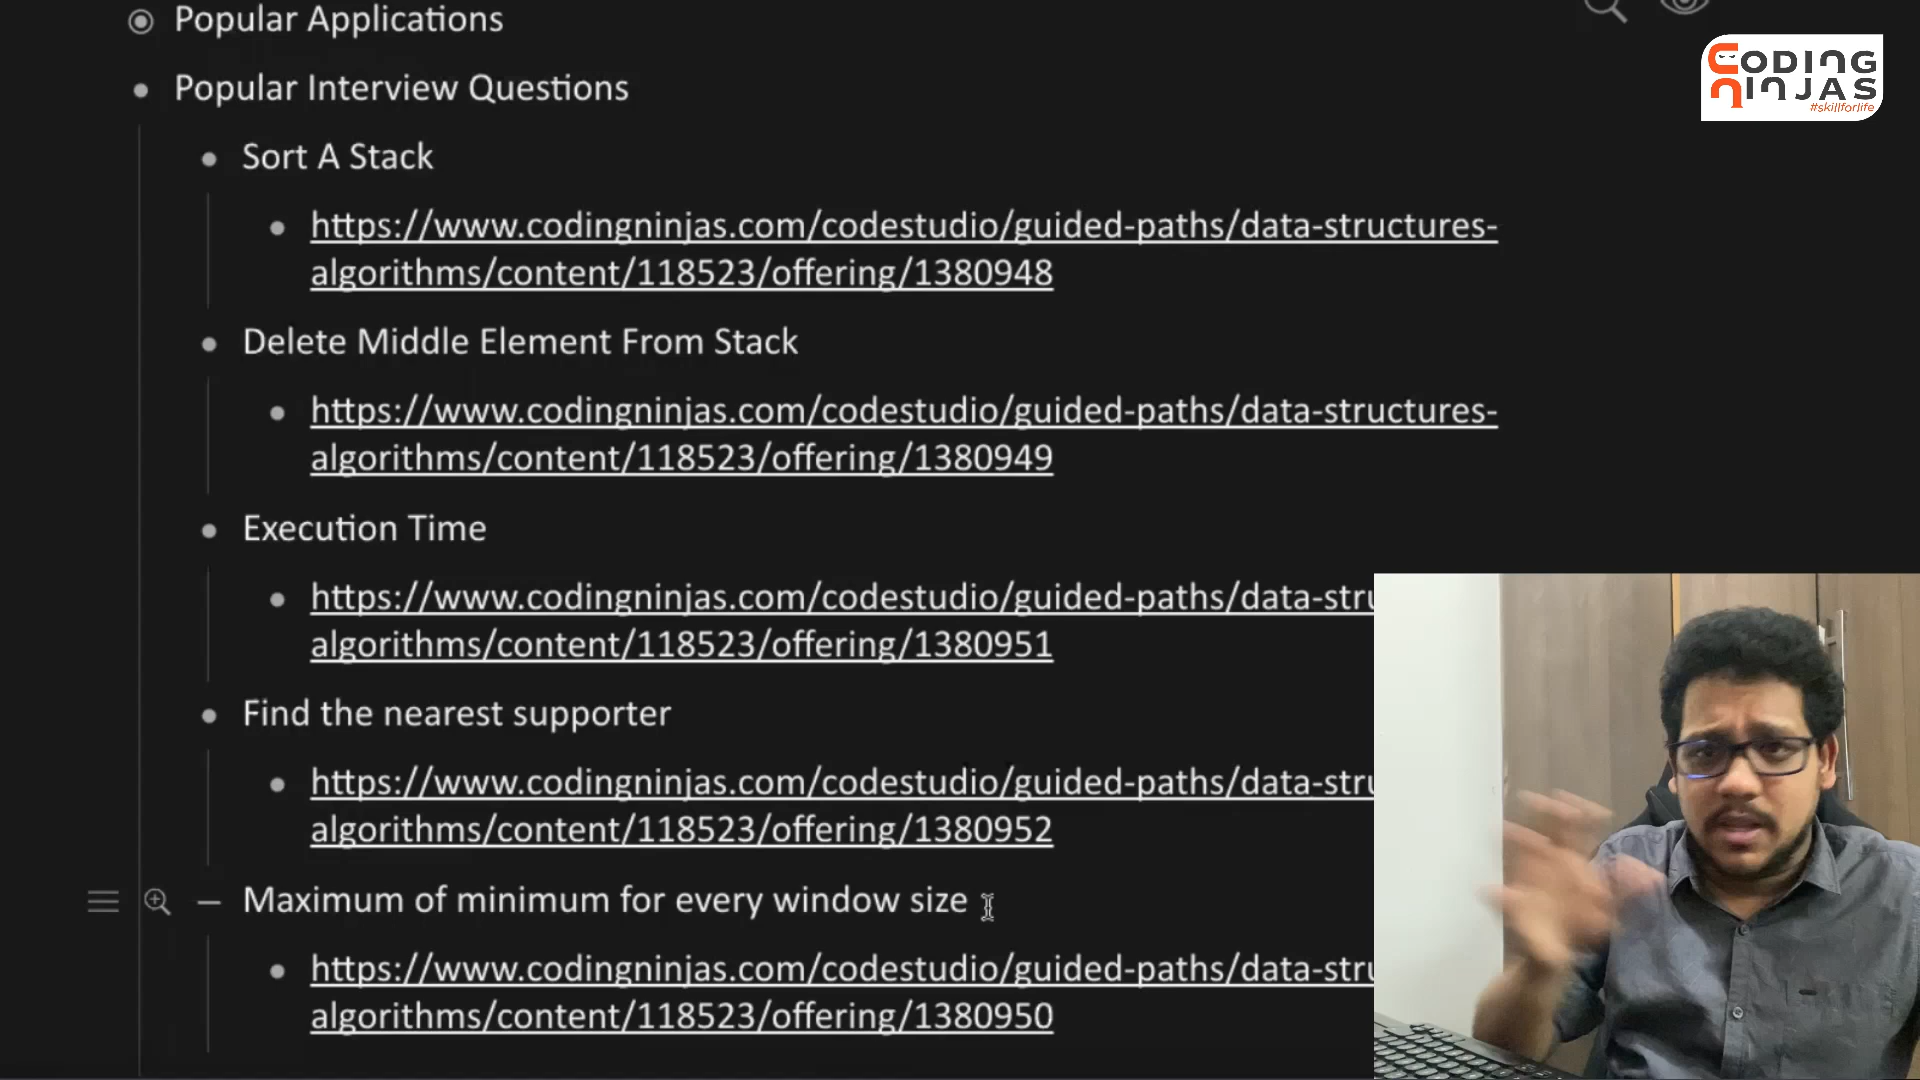 Popular Applications
CODING
NINJAS
#skillforlife
Popular Interview Questions
Sort A Stack
https://www.codingninjas.com/codestudio/guided-paths/data-structures-
algorithms/content/118523/offering/1380948
Delete Middle Element From Stack
https://www.codingninjas.com/codestudio/guided-paths/data-structures-
algorithms/content/118523/offering/1380949
Execution Time
https://www.codingninjas.com/codestudio/guided-paths/data-stru
algorithms/content/118523/offering/1380951
Find the nearest supporter
https://www.codingninjas.com/codestudio/guided-paths/data-stru
algorithms/content/118523/offering/1380952
Maximum of minimum for every window size
https://www.codingninjas.com/codestudio/guided-paths/data-stru
algorithms/content/118523/offering/1380950